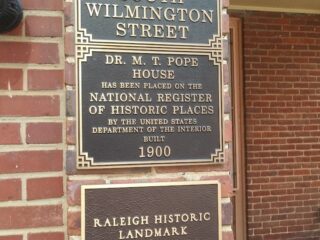 WILMINGTON
STREET
DR. M. T. POPE
HOUSE
HAS BEEN PLACED ON THE
NATIONAL REGISTER
OF HISTORIC PLACES
BY THE UNITED STATES
DEPARTMENT OF THE INTERIOR
BUILT
1900
RALEIGH HISTORIC
LANDMARK